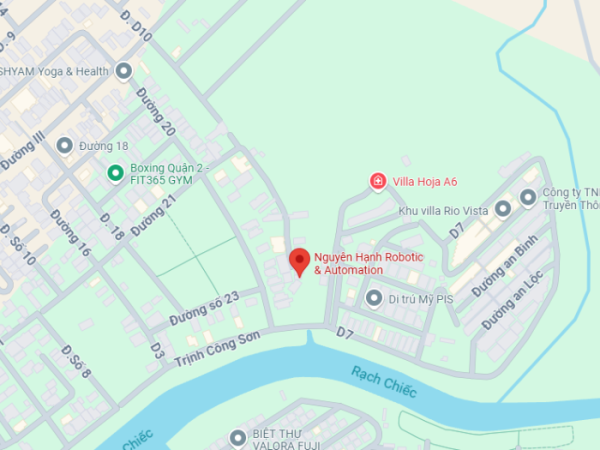 D. 9
D. D10
SHYAM Yoga & Health
Đường 20
Đường III
Đường 18
Boxing Quận 2 -
FIT365 GYM
Đường 21
D. 18
Đường 16
D. Số 10
Villa Hoja A6
Khu villa Rio Vista
Công ty TNH
Truyền Thôn
D7
Đường an Bình
Đường an Lộc
Nguyên Hạnh Robotic
& Automation
Di trú Mỹ PIS
Đường số 23
Trịnh Công Sơn
D3
D7
D.Số 8
Rạch Chiếc
Chiếc
BIỆT THỰ
VALORA FUJI